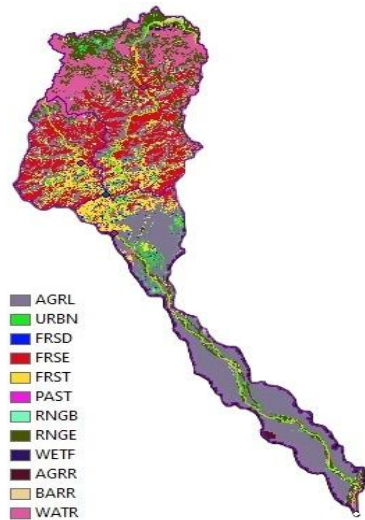 AGRL
URBN
FRSD
FRSE
FRST
PAST
RNGB
RNGE
WETF
AGRR
BARR
WATR